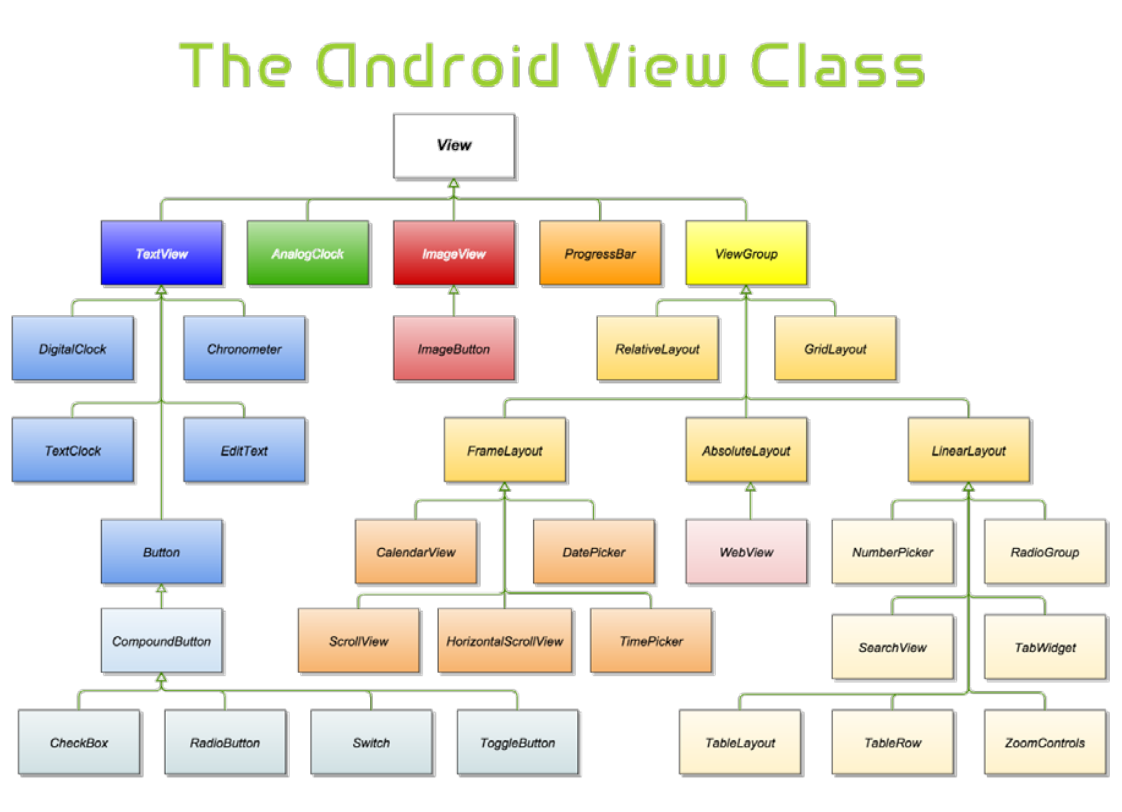 The Android View Class
View
TextView
AnalogClock
ImageView
ProgressBar
ViewGroup
DigitalClock
Chronometer
ImageButton
RelativeLayout
GridLayout
TextClock
EditText
FrameLayout
AbsoluteLayout
LinearLayout
Button
CalendarView
DatePicker
WebView
NumberPicker
RadioGroup
CompoundButton
ScrollView
HorizontalScrollView
TimePicker
SearchView
TabWidget
CheckBox
RadioButton
Switch
ToggleButton
TableLayout
TableRow
ZoomControls